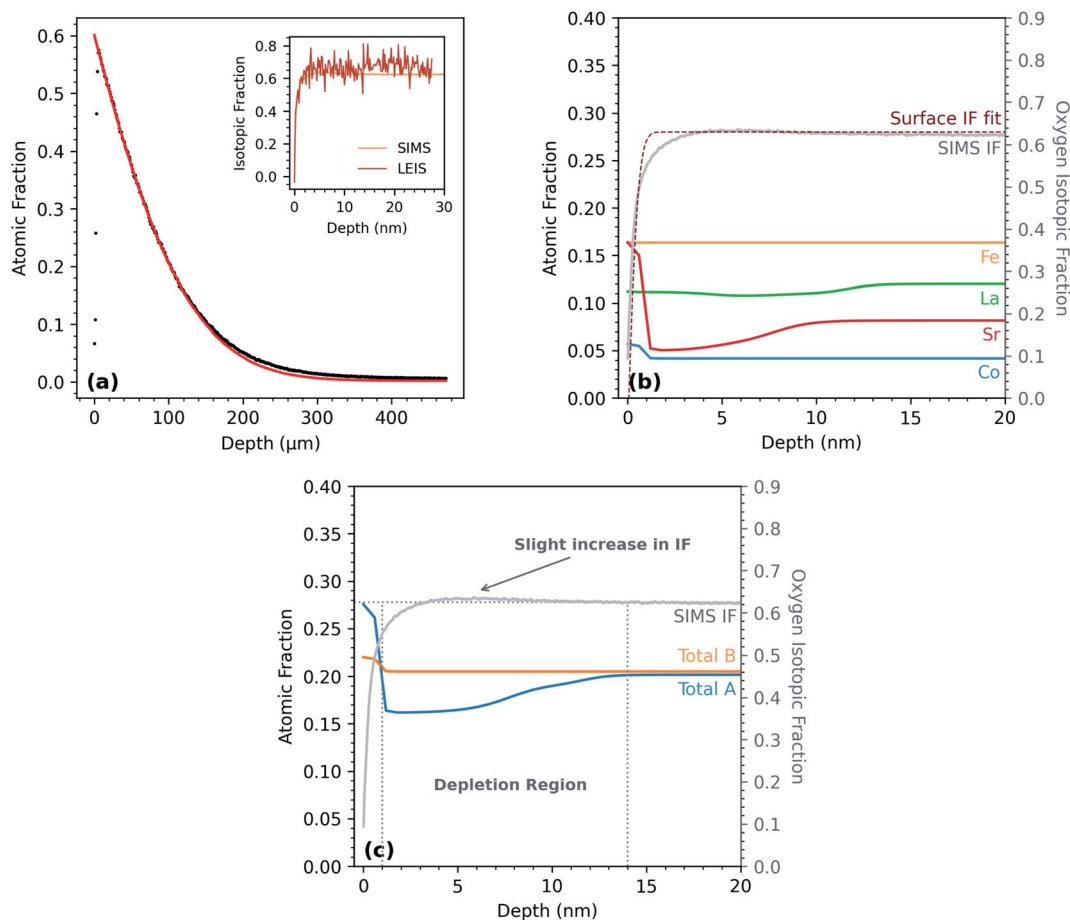 0.6
0.5
0.4
0.3
0.2
0.1
0.0
Atomic Fraction
0
100
200
300
400
Depth (μm)
(a)
0.8
0.6
0.4
0.2
0.0
Isotopic Fraction
SIMS
LEIS
0
10
20
30
Depth (nm)
0.40
0.35
0.30
0.25
0.20
0.15
0.10
0.05
0.00
Atomic Fraction
Surface IF fit
SIMS IF
Fe
La
Sr
Co
(b)
0
5
10
15
20
Depth (nm)
0.9
0.8
0.7
0.6
0.5
0.4
0.3
0.2
0.1
0.0
Oxygen Isotopic Fraction
0.40
0.35
0.30
0.25
0.20
0.15
0.10
0.05
0.00
Atomic Fraction
Slight increase in IF
SIMS IF
Total B
Total A
Depletion Region
(c)
0
5
10
15
20
Depth (nm)
0.9
0.8
0.7
0.6
0.5
0.4
0.3
0.2
0.1
0.0
Oxygen Isotopic Fraction